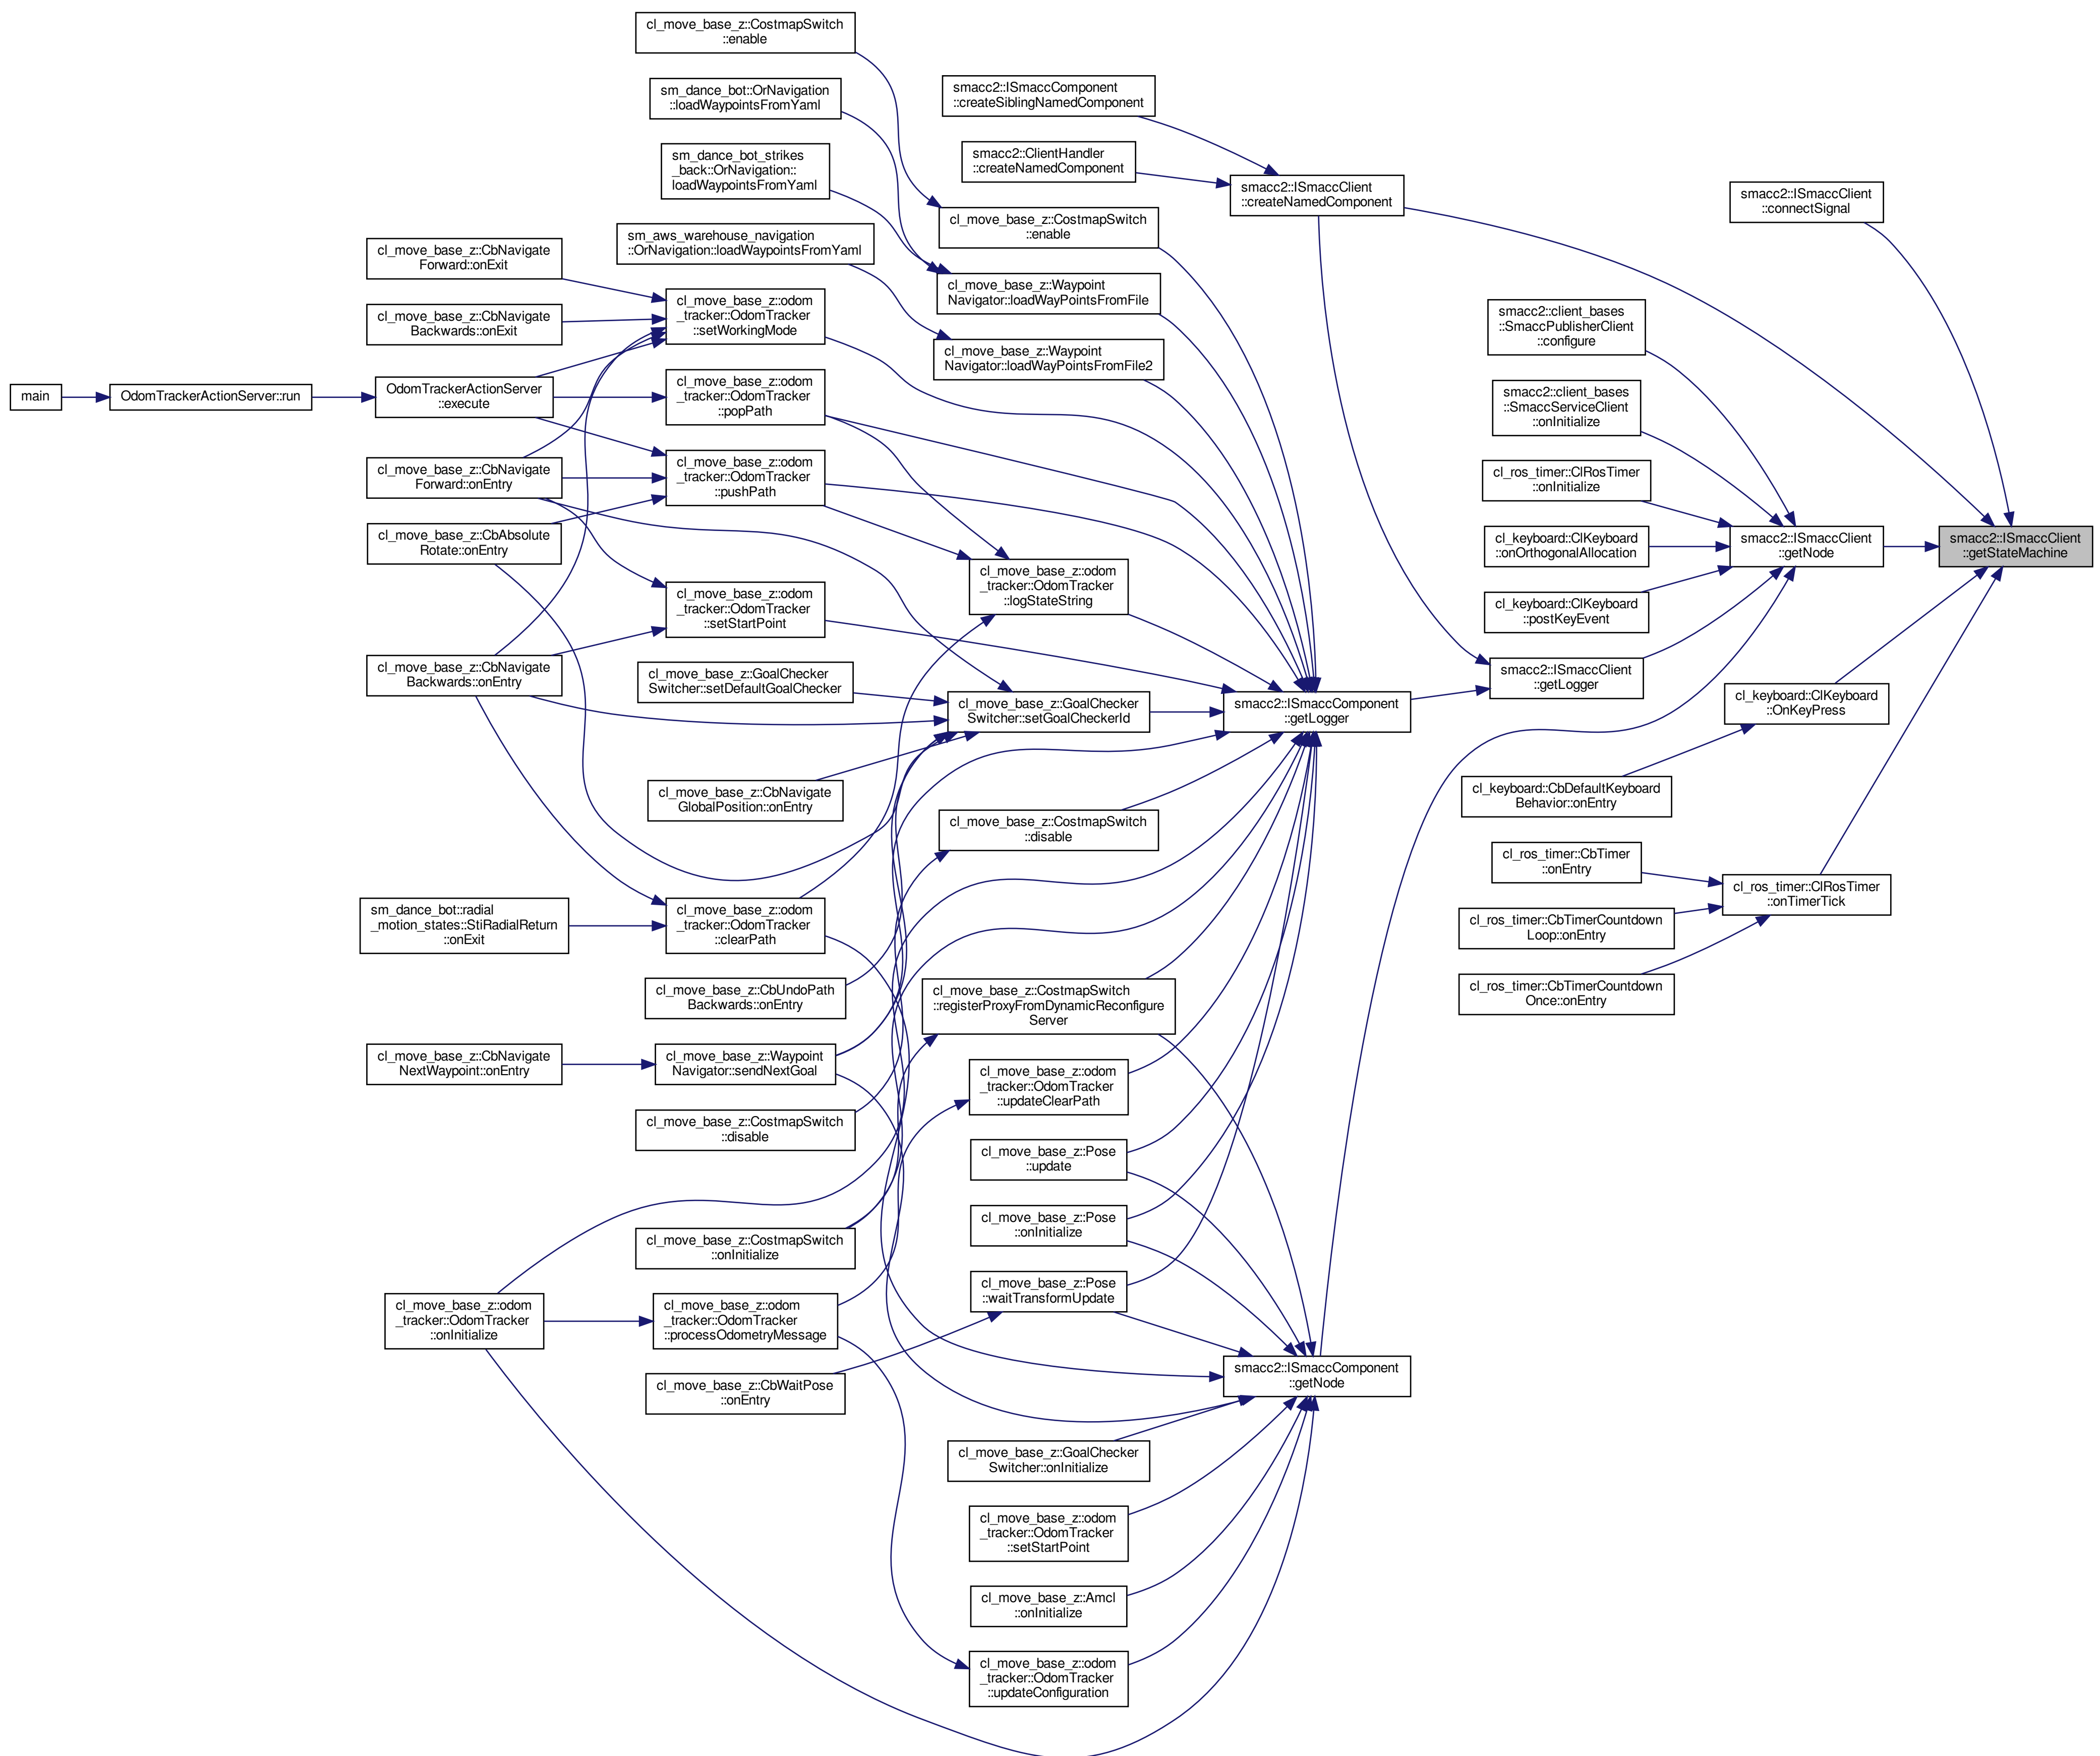 cl_move_base_z::CostmapSwitch
::enable
sm_dance_bot::OrNavigation
::loadWaypointsFromYaml
sm_dance_bot_strikes
_back::OrNavigation::
loadWaypointsFromYaml
sm_aws_warehouse_navigation
::OrNavigation::loadWaypointsFromYaml
smacc2::ISmaccComponent
::createSiblingNamedComponent
smacc2::ClientHandler
::createNamedComponent
smacc2::ISmaccClient
::createNamedComponent
smacc2::ISmaccClient
::connectSignal
cl_move_base_z::CostmapSwitch
::enable
cl_move_base_z::Waypoint
Navigator::loadWayPointsFromFile
cl_move_base_z::Waypoint
Navigator::loadWayPointsFromFile2
cl_move_base_z::CbNavigate
Forward::onExit
cl_move_base_z::CbNavigate
Backwards::onExit
main
OdomTrackerActionServer::run
OdomTrackerActionServer
::execute
cl_move_base_z::CbNavigate
Forward::onEntry
cl_move_base_z::CbAbsolute
Rotate::onEntry
cl_move_base_z::CbNavigate
Backwards::onEntry
cl_move_base_z::odom
_tracker::OdomTracker
::setWorkingMode
cl_move_base_z::odom
_tracker::OdomTracker
::popPath
cl_move_base_z::odom
_tracker::OdomTracker
::pushPath
cl_move_base_z::odom
_tracker::OdomTracker
::setStartPoint
cl_move_base_z::GoalChecker
Switcher::setDefaultGoalChecker
cl_move_base_z::odom
_tracker::OdomTracker
::logStateString
cl_move_base_z::GoalChecker
Switcher::setGoalCheckerId
smacc2::ISmaccComponent
::getLogger
smacc2::client_bases
::SmaccPublisherClient
::configure
smacc2::client_bases
::SmaccServiceClient
::onInitialize
cl_ros_timer::ClRosTimer
::onInitialize
cl_keyboard::ClKeyboard
::onOrthogonalAllocation
cl_keyboard::ClKeyboard
::postKeyEvent
smacc2::ISmaccClient
::getLogger
smacc2::ISmaccClient
::getNode
smacc2::ISmaccClient
::getStateMachine
cl_keyboard::ClKeyboard
::OnKeyPress
cl_keyboard::CbDefaultKeyboard
Behavior::onEntry
cl_ros_timer::CbTimer
::onEntry
cl_ros_timer::ClRosTimer
::onTimerTick
cl_ros_timer::CbTimerCountdown
Loop::onEntry
cl_ros_timer::CbTimerCountdown
Once::onEntry
cl_move_base_z::CbNavigate
GlobalPosition::onEntry
cl_move_base_z::CostmapSwitch
::disable
sm_dance_bot::radial
_motion_states::StiRadialReturn
::onExit
cl_move_base_z::odom
_tracker::OdomTracker
::clearPath
cl_move_base_z::CbUndoPath
Backwards::onEntry
cl_move_base_z::CostmapSwitch
::registerProxyFromDynamicReconfigure
Server
cl_move_base_z::CbNavigate
NextWaypoint::onEntry
cl_move_base_z::Waypoint
Navigator::sendNextGoal
cl_move_base_z::odom
_tracker::OdomTracker
::updateClearPath
cl_move_base_z::CostmapSwitch
::disable
cl_move_base_z::Pose
::update
cl_move_base_z::Pose
::onInitialize
cl_move_base_z::CostmapSwitch
::onInitialize
cl_move_base_z::Pose
::waitTransformUpdate
cl_move_base_z::odom
_tracker::OdomTracker
::onInitialize
cl_move_base_z::odom
_tracker::OdomTracker
::processOdometryMessage
cl_move_base_z::CbWaitPose
::onEntry
smacc2::ISmaccComponent
::getNode
cl_move_base_z::GoalChecker
Switcher::onInitialize
cl_move_base_z::odom
_tracker::OdomTracker
::setStartPoint
cl_move_base_z::Amcl
::onInitialize
cl_move_base_z::odom
_tracker::OdomTracker
::updateConfiguration